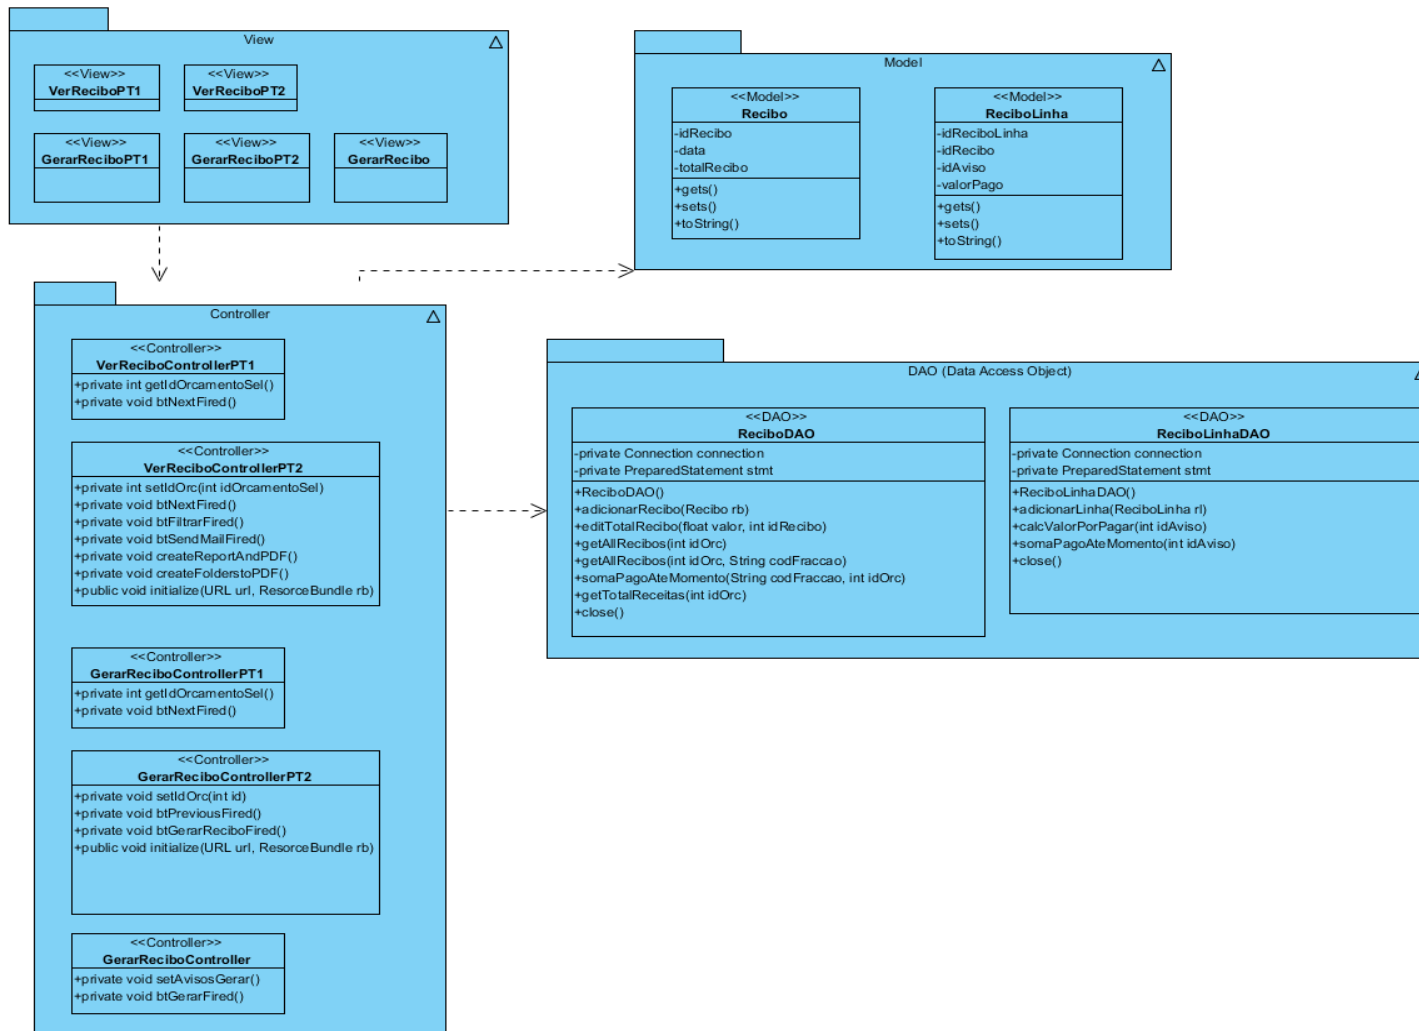 View
<<View>>
VerReciboPT1
<<View>>
VerReciboPT2
<<View>>
GerarReciboPT1
<<View>>
GerarReciboPT2
<<View>>
GerarRecibo
Model
<<Model>>
Recibo
-idRecibo
-data
-totalRecibo
+gets()
+sets()
+toString()
<<Model>>
ReciboLinha
-idReciboLinha
-idRecibo
-idAviso
-valorPago
+gets()
+sets()
+toString()
Controller
<<Controller>>
VerReciboControllerPT1
+private int getIdOrcamentoSel()
+private void btNextFired()
<<Controller>>
VerReciboControllerPT2
+private int setIdOrc(int idOrcamentoSel)
+private void btNextFired()
+private void btFiltrarFired()
+private void btSendMailFired()
+private void createReportAndPDF()
+private void createFolderstoPDF()
+public void initialize(URL url, ResorceBundle rb)
<<Controller>>
GerarReciboControllerPT1
+private int getIdOrcamentoSel()
+private void btNextFired()
<<Controller>>
GerarReciboControllerPT2
+private void setIdOrc(int id)
+private void btPreviousFired()
+private void btGerarReciboFired()
+public void initialize(URL url, ResorceBundle rb)
<<Controller>>
GerarReciboController
+private void setAvisosGerar()
+private void btGerarFired()
DAO (Data Access Object)
<<DAO>>
ReciboDAO
-private Connection connection
-private PreparedStatement stmt
+ReciboDAO()
+adicionarRecibo(Recibo rb)
+editTotalRecibo(float valor, int idRecibo)
+getAllRecibos(int idOrc)
+getAllRecibos(int idOrc, String codFraccao)
+somaPagoAteMomento(String codFraccao, int idOrc)
+getTotalReceitas(int idOrc)
+close()
<<DAO>>
ReciboLinhaDAO
-private Connection connection
-private PreparedStatement stmt
+ReciboLinhaDAO()
+adicionarLinha(ReciboLinha rl)
+calcValorPorPagar(int idAviso)
+somaPagoAteMomento(int idAviso)
+close()